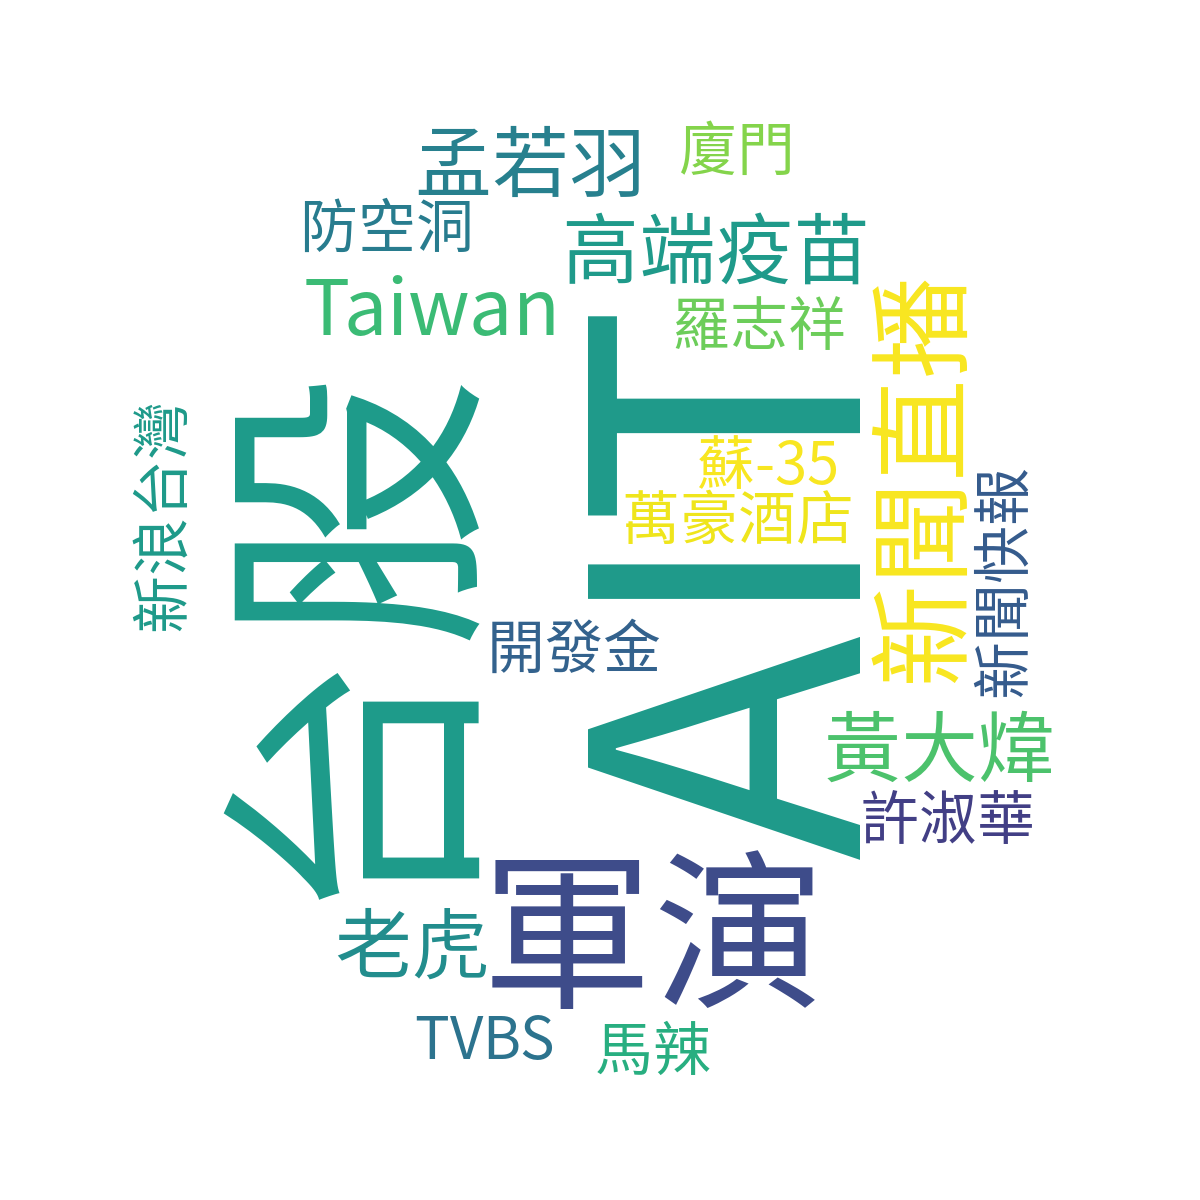 孟若羽
廈門
防空洞
高端疫苗
Taiwan
羅志祥
新聞直播
台股
AIT
新浪台灣
蘇-35
新聞快報
萬豪酒店
開發金
黃大煒
許淑華
軍演
老虎
TVBS
馬辣